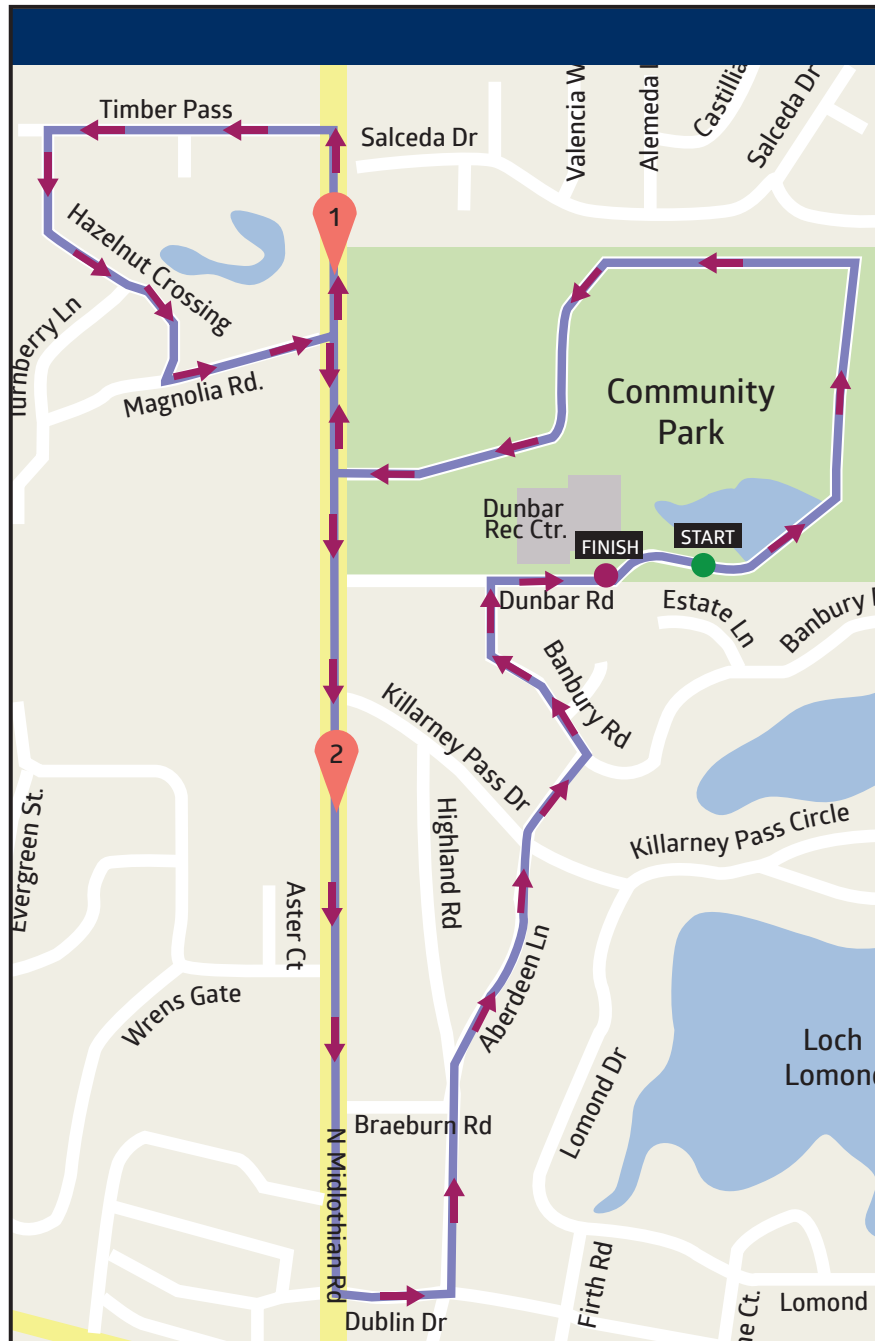 Timber Pass
Salceda Dr
Valencia
Alemeda
Castillia
Salceda Dr
1
Hazelnut Crossing
Turnberry Ln
Magnolia Rd.
Community
Park
Dunbar
Rec Ctr.
FINISH
START
Dunbar Rd
Estate Ln
Banbury
Banbury Rd
Killarney Pass Dr
2
Highland Rd
Killarney Pass Circle
Evergreen St.
Aster Ct
Wrens Gate
Aberdeen Ln
Loch
Lomond
Lomond Dr
Braeburn Rd
N Midlothian Rd
Firth Rd
Dublin Dr
Ct.
Lomond